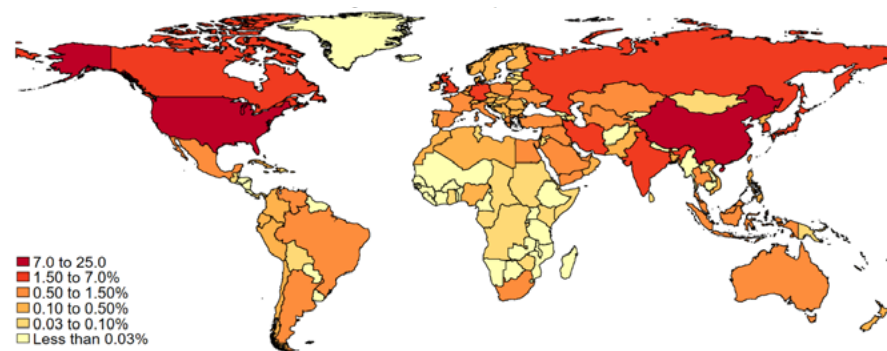 7.0 to 25.0
1.50 to 7.0%
0.50 to 1.50%
0.10 to 0.50%
0.03 to 0.10%
Less than 0.03%